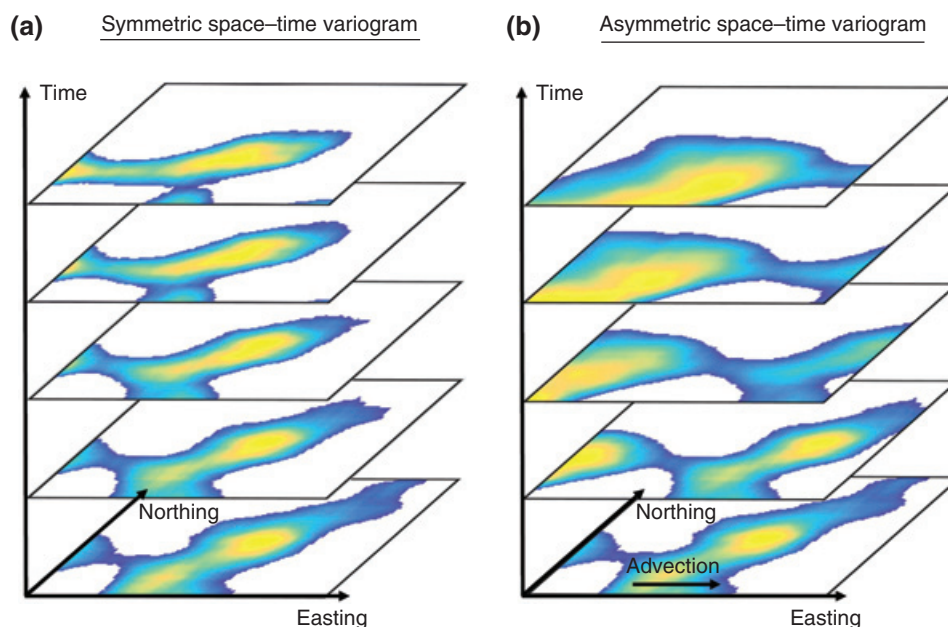 (a) Symmetric space–time variogram
Time
Northing
Easting
(b) Asymmetric space–time variogram
Time
Northing
Advection
Easting